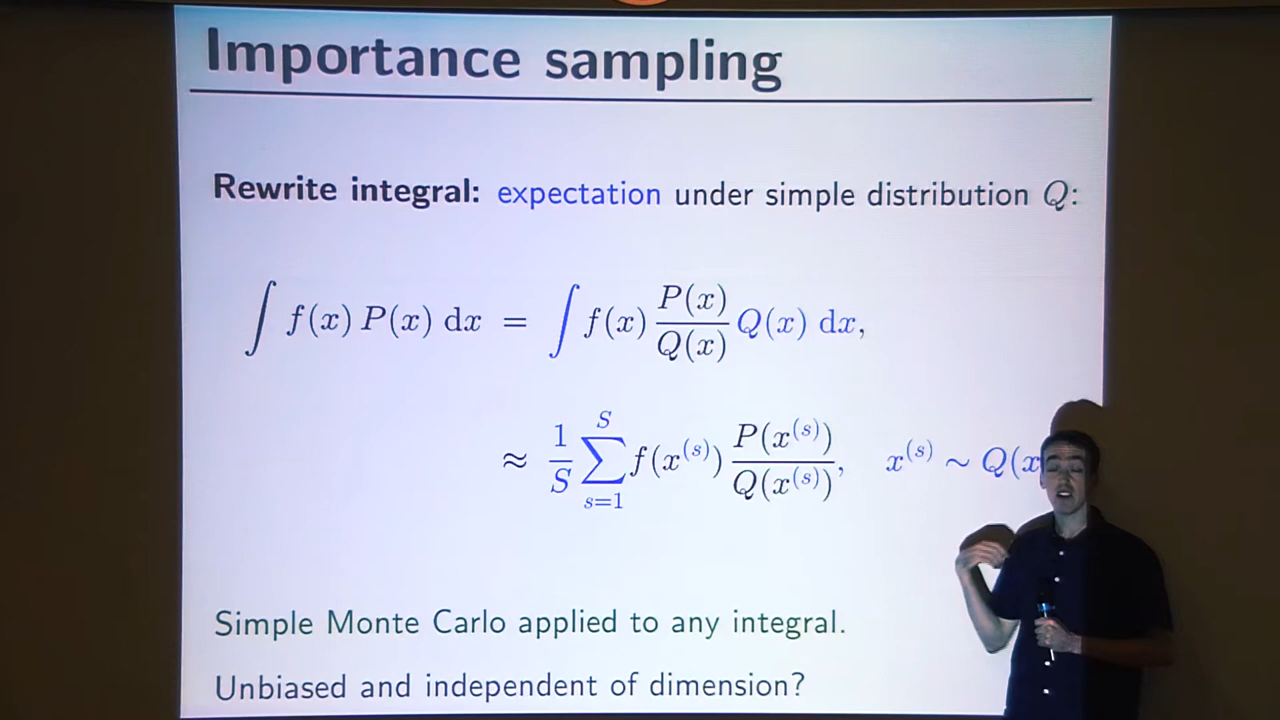 Importance sampling
Rewrite integral: expectation under simple distribution Q:
∫ f(x) P(x) dx = ∫ f(x) P(x)/Q(x) Q(x) dx,
≈ 1/S ∑_{s=1}^{S} f(x^{(s)}) P(x^{(s)})/Q(x^{(s)}), x^{(s)} ∼ Q(x
Simple Monte Carlo applied to any integral.
Unbiased and independent of dimension?